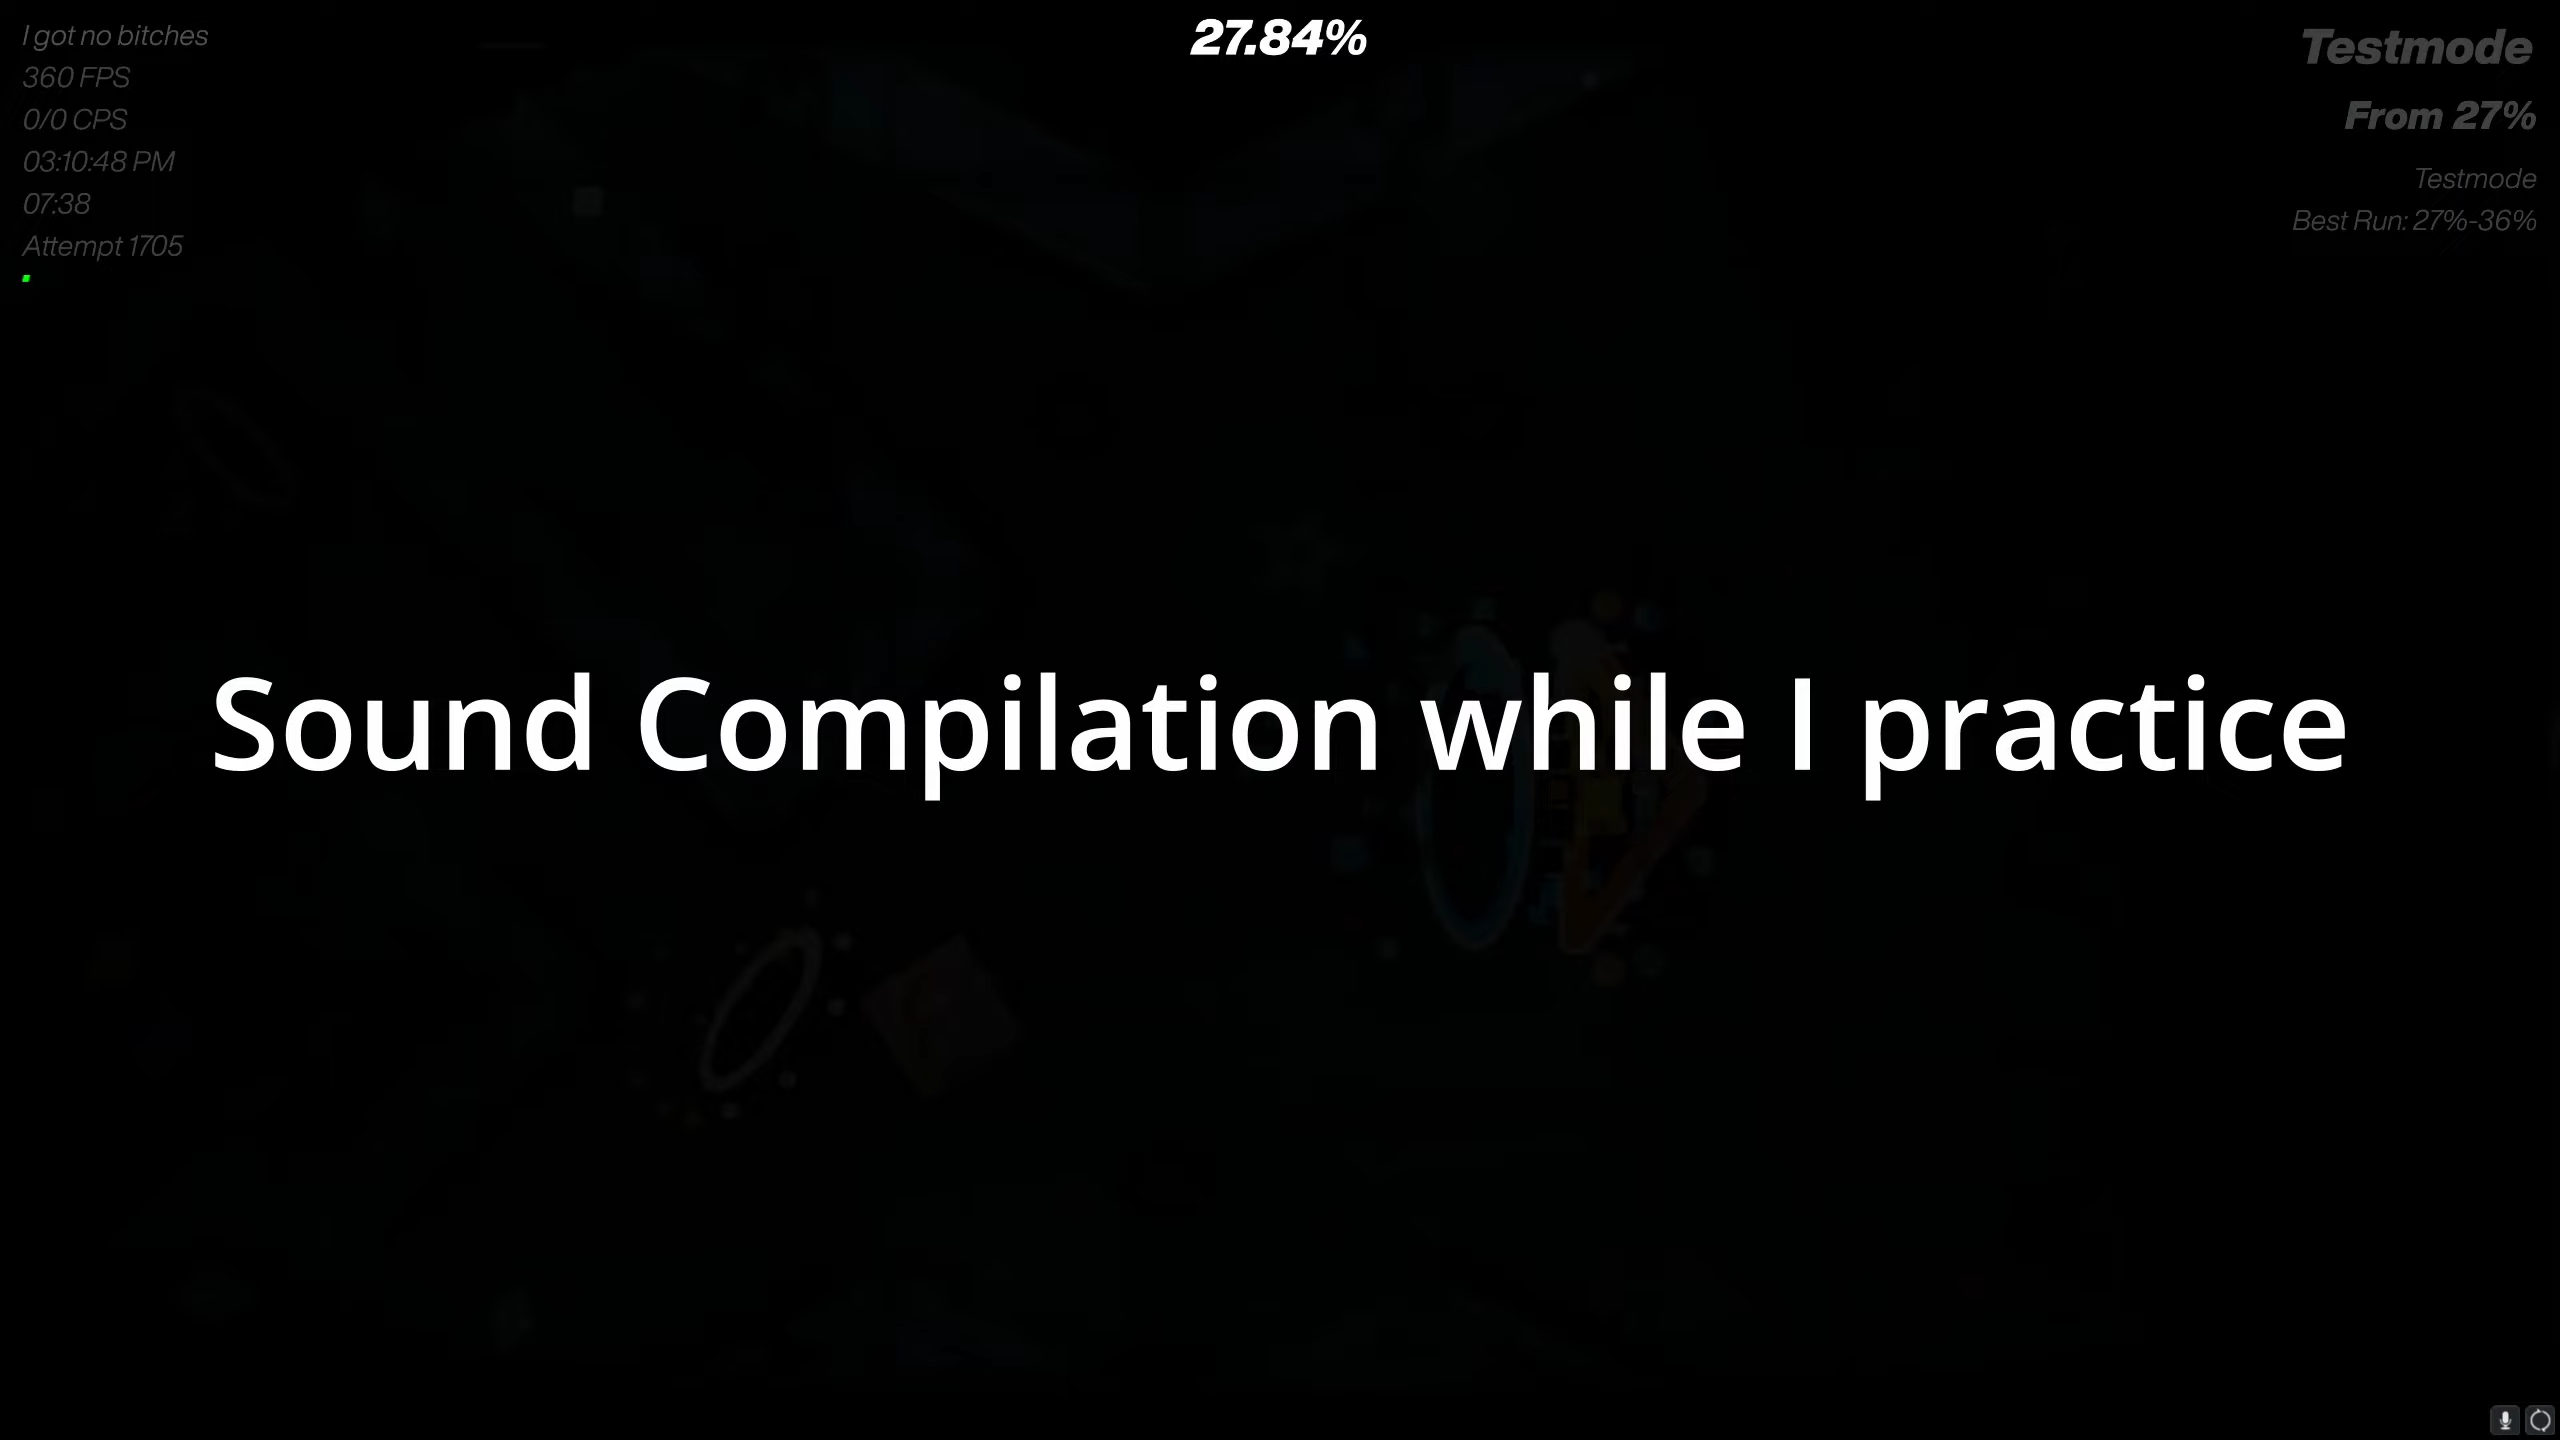 I got no bitches
360 FPS
0/0 CPS
03:10:48 PM
07:38
Attempt 1705
27.84%
Testmode
From 27%
Testmode
Best Run: 27%-36%
Sound Compilation while I practice